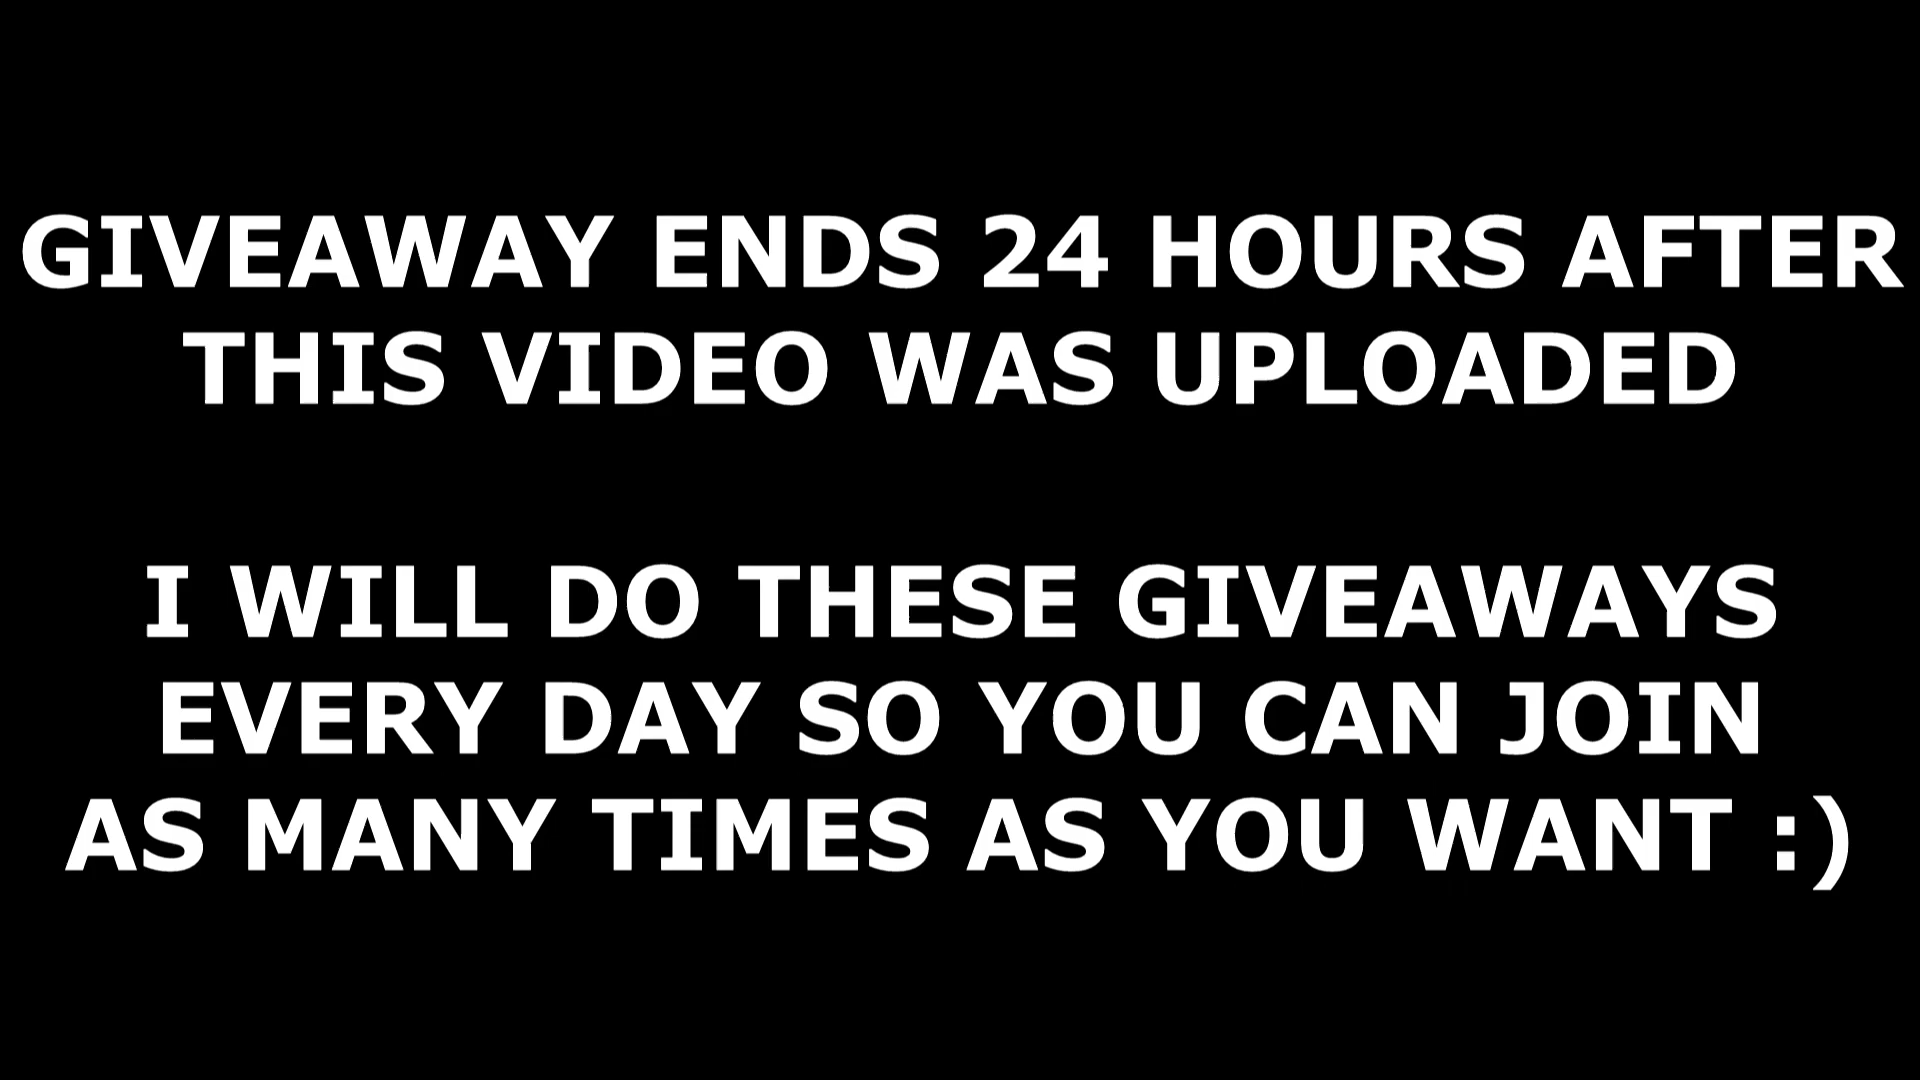 GIVEAWAY ENDS 24 HOURS AFTER
THIS VIDEO WAS UPLOADED
I WILL DO THESE GIVEAWAYS
EVERY DAY SO YOU CAN JOIN
AS MANY TIMES AS YOU WANT :)